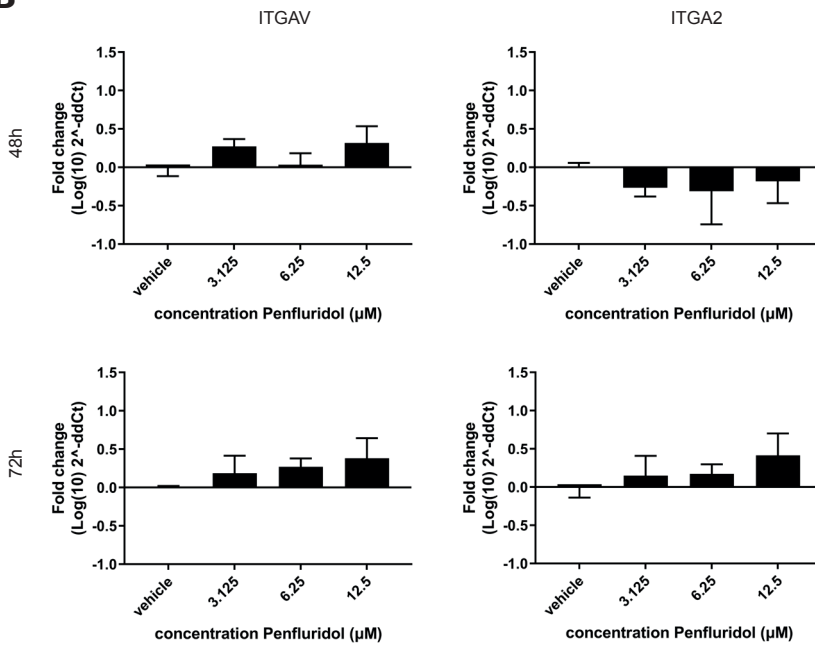 B
ITGAV
ITGA2
48h
Fold change
(Log(10) 2^-ddCt)
1.5
1.0
0.5
0.0
-0.5
-1.0
vehicle
3.125
6.25
12.5
concentration Penfluridol (µM)
Fold change
(Log(10) 2^-ddCt)
1.5
1.0
0.5
0.0
-0.5
-1.0
vehicle
3.125
6.25
12.5
concentration Penfluridol (µM)
72h
Fold change
(Log(10) 2^-ddCt)
1.5
1.0
0.5
0.0
-0.5
-1.0
vehicle
3.125
6.25
12.5
concentration Penfluridol (µM)
Fold change
(Log(10) 2^-ddCt)
1.5
1.0
0.5
0.0
-0.5
-1.0
vehicle
3.125
6.25
12.5
concentration Penfluridol (µM)